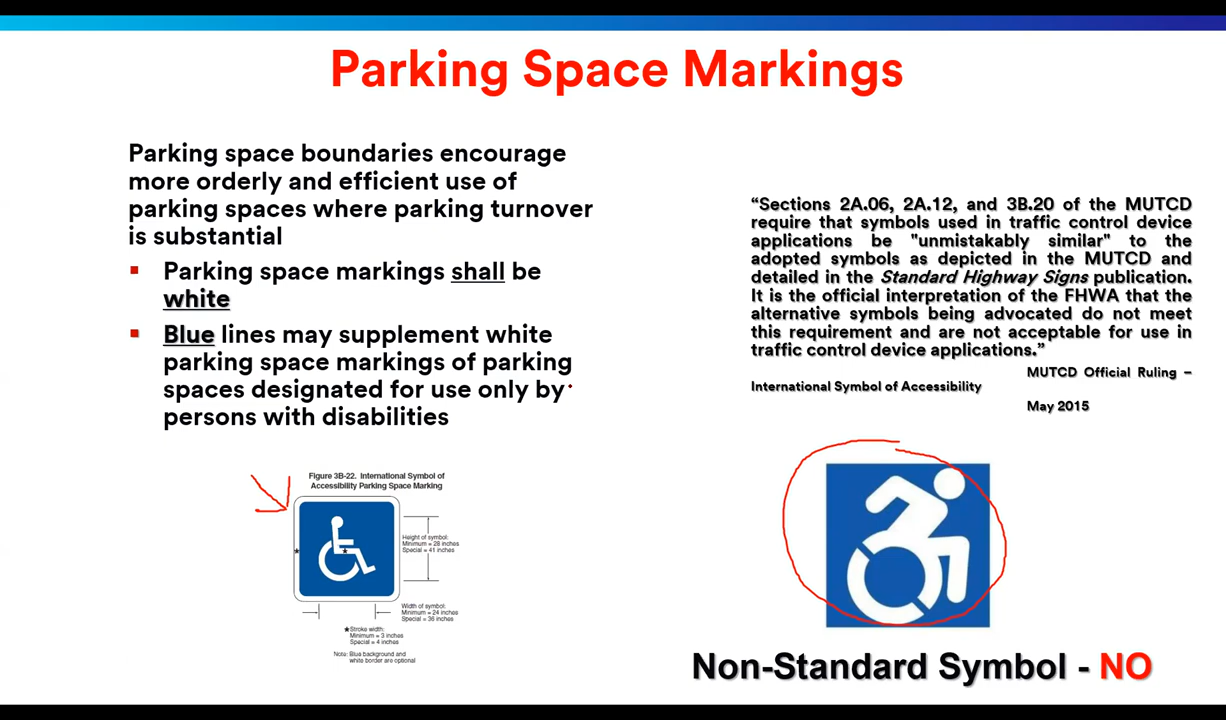 Parking Space Markings
Parking space boundaries encourage
more orderly and efficient use of
parking spaces where parking turnover
is substantial
▪ Parking space markings shall be
white
▪ Blue lines may supplement white
parking space markings of parking
spaces designated for use only by
persons with disabilities
Figure 3B-22. International Symbol of
Accessibility Parking Space Marking
Height of symbol:
Minimum = 28 inches
Special = 41 inches
Width of symbol:
Minimum = 24 inches
Special = 36 inches
★Stroke width:
Minimum = 3 inches
Special = 4 inches
Note: Blue background and
white border are optional
“Sections 2A.06, 2A.12, and 3B.20 of the MUTCD
require that symbols used in traffic control device
applications be "unmistakably similar" to the
adopted symbols as depicted in the MUTCD and
detailed in the Standard Highway Signs publication.
It is the official interpretation of the FHWA that the
alternative symbols being advocated do not meet
this requirement and are not acceptable for use in
traffic control device applications.”
MUTCD Official Ruling –
International Symbol of Accessibility
May 2015
Non-Standard Symbol - NO